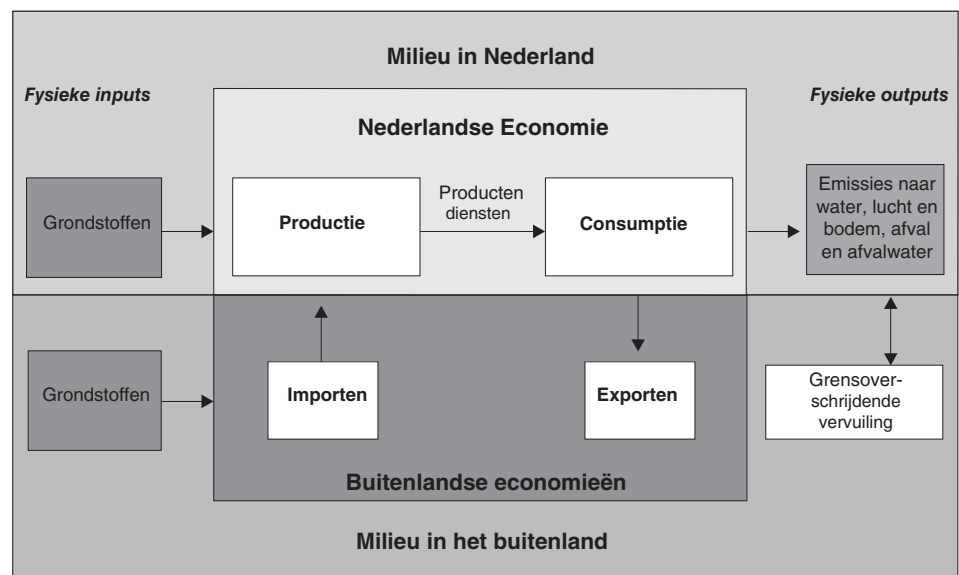 Milieu in Nederland
Fysieke inputs
Fysieke outputs
Nederlandse Economie
Grondstoffen
Productie
Producten
diensten
Consumptie
Emissies naar
water, lucht en
bodem, afval
en afvalwater
Grondstoffen
Importen
Exporten
Grensover-
schrijdende
vervuiling
Buitenlandse economieën
Milieu in het buitenland